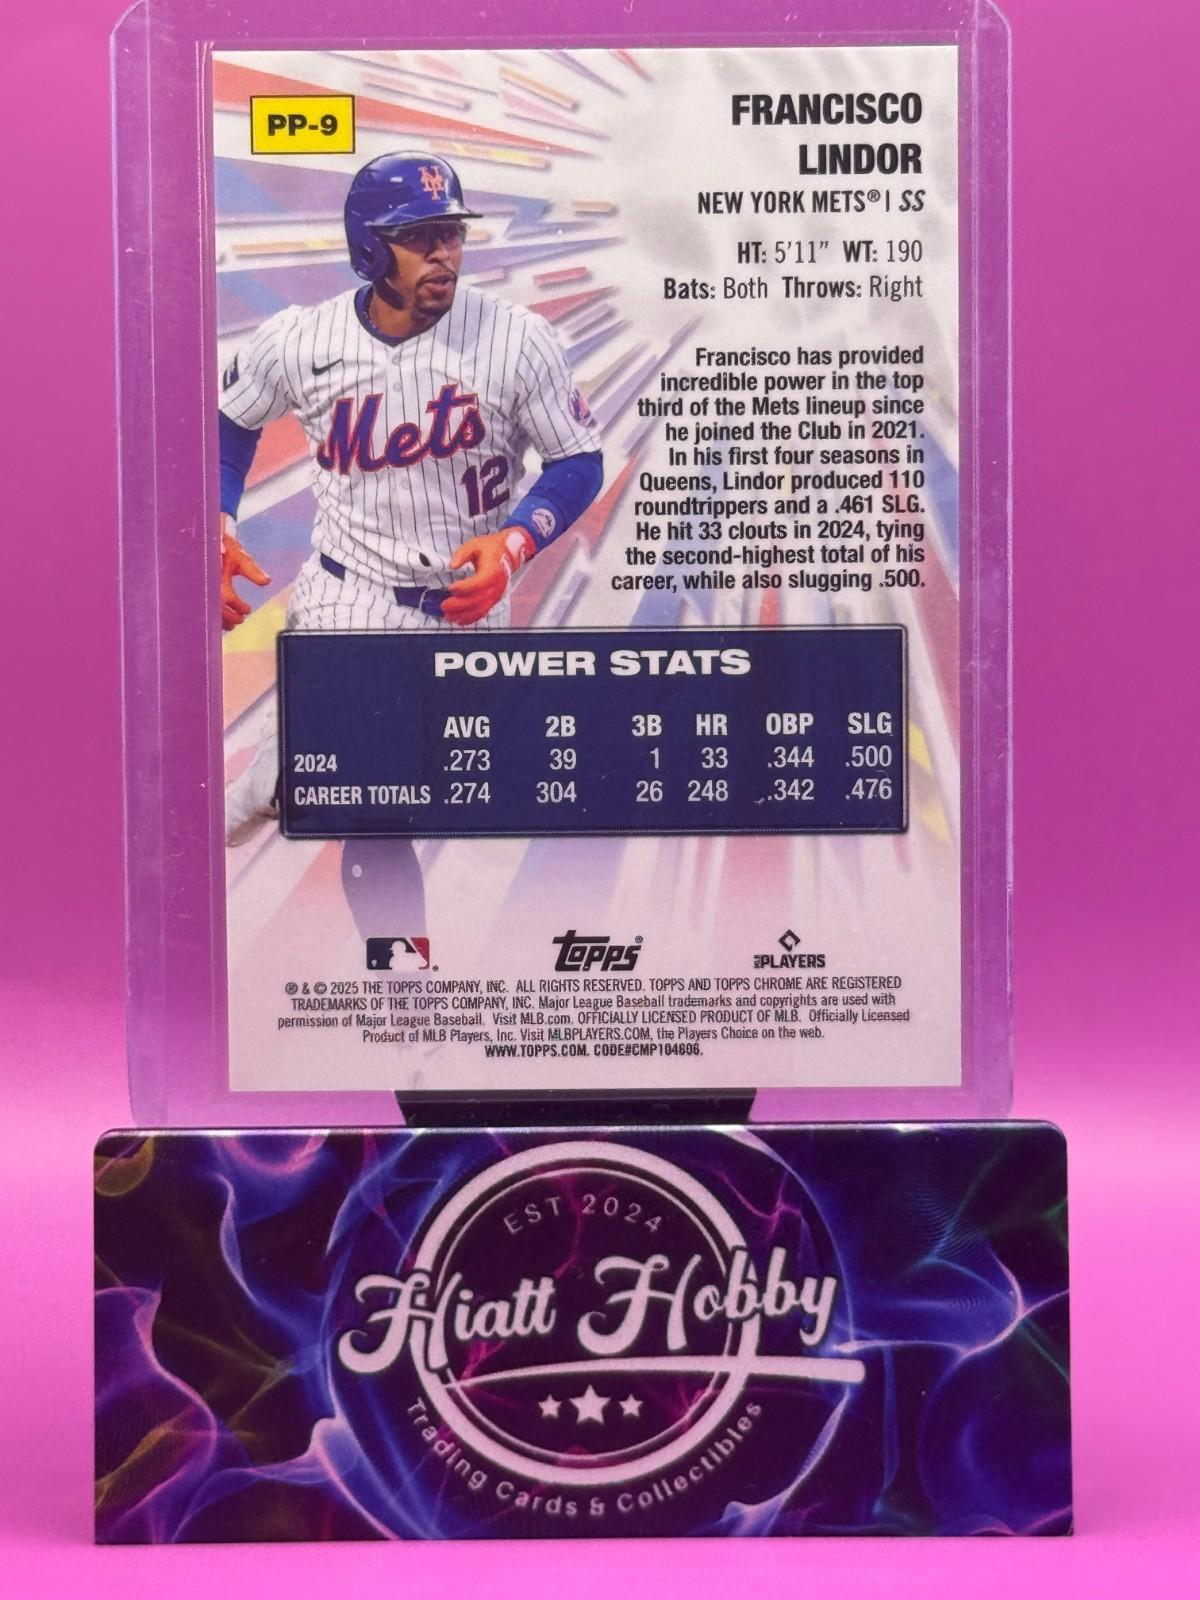 PP-9
FRANCISCO
LINDOR
NEW YORK METS® | SS
HT: 5'11" WT: 190
Bats: Both Throws: Right
Francisco has provided
incredible power in the top
third of the Mets lineup since
he joined the Club in 2021.
In his first four seasons in
Queens, Lindor produced 110
roundtrippers and a .461 SLG.
He hit 33 clouts in 2024, tying
the second-highest total of his
career, while also slugging .500.
NY
Mets
12
POWER STATS
AVG 2B 3B HR OBP SLG
2024 .273 39 1 33 .344 .500
CAREER TOTALS .274 304 26 248 .342 .476
topps®
MLB PLAYERS
® & © 2025 THE TOPPS COMPANY, INC. ALL RIGHTS RESERVED. TOPPS AND TOPPS CHROME ARE REGISTERED
TRADEMARKS OF THE TOPPS COMPANY, INC. Major League Baseball trademarks and copyrights are used with
permission of Major League Baseball. Visit MLB.com. OFFICIALLY LICENSED PRODUCT OF MLB. Officially Licensed
Product of MLB Players, Inc. Visit MLBPLAYERS.COM, the Players Choice on the web.
WWW.TOPPS.COM. CODE#CMP104806.
EST 2024
Hiatt Hobby
Trading Cards & Collectibles